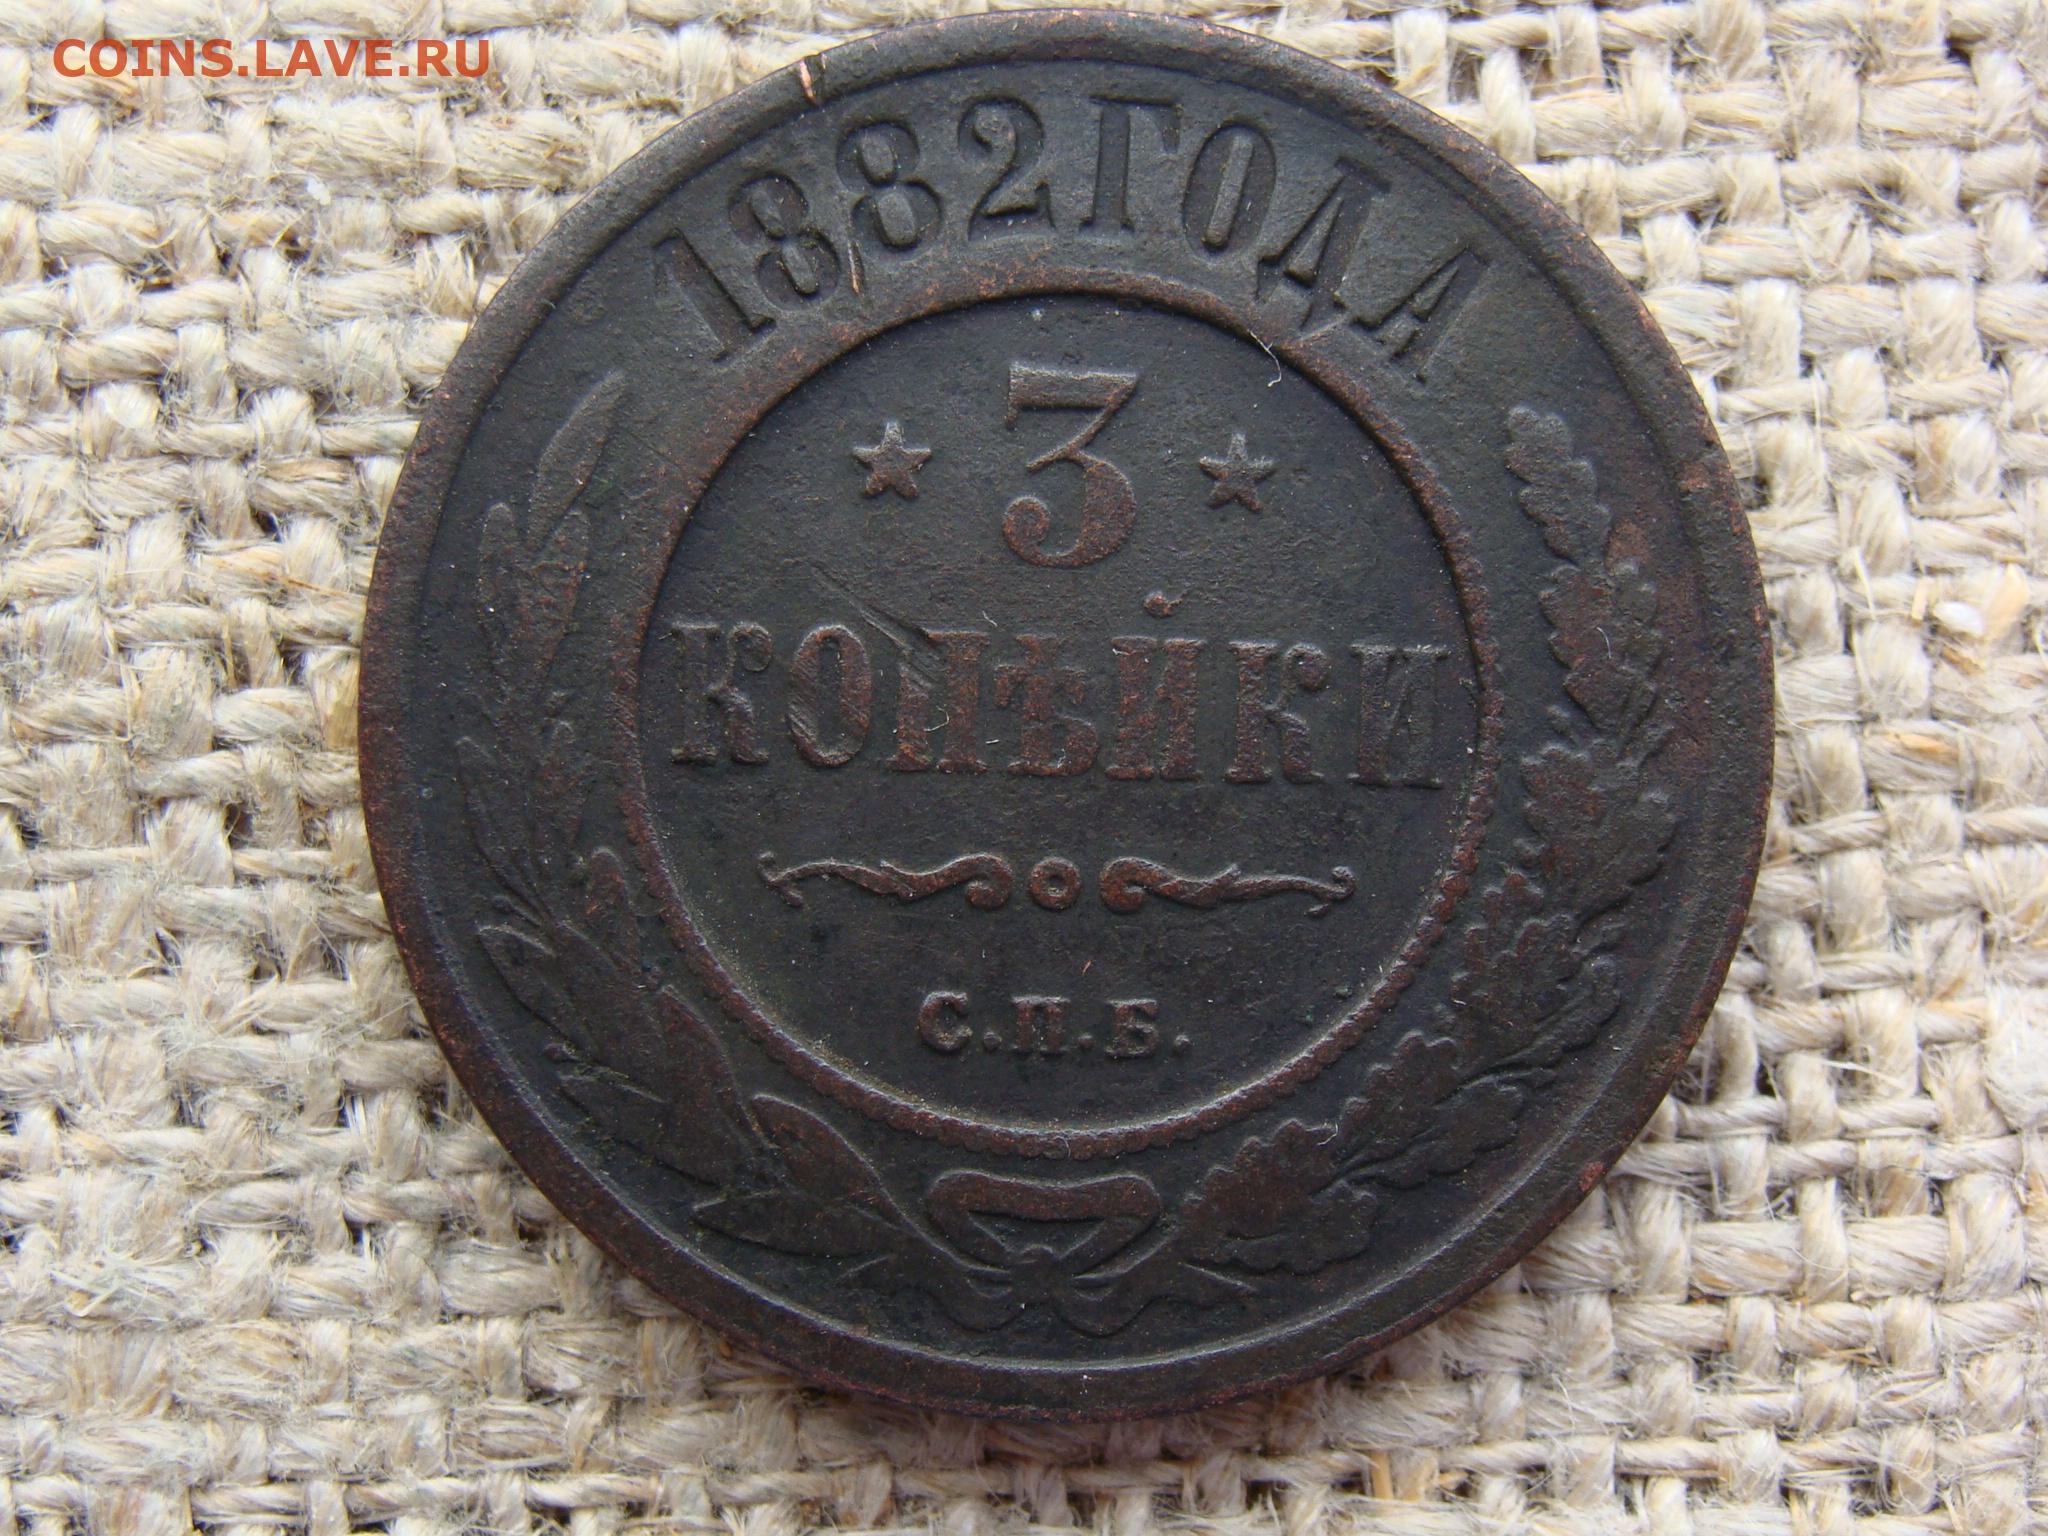 COINS.LAVE.RU
1882 ГОДА
3
КОПѢЙКИ
С.П.Б.